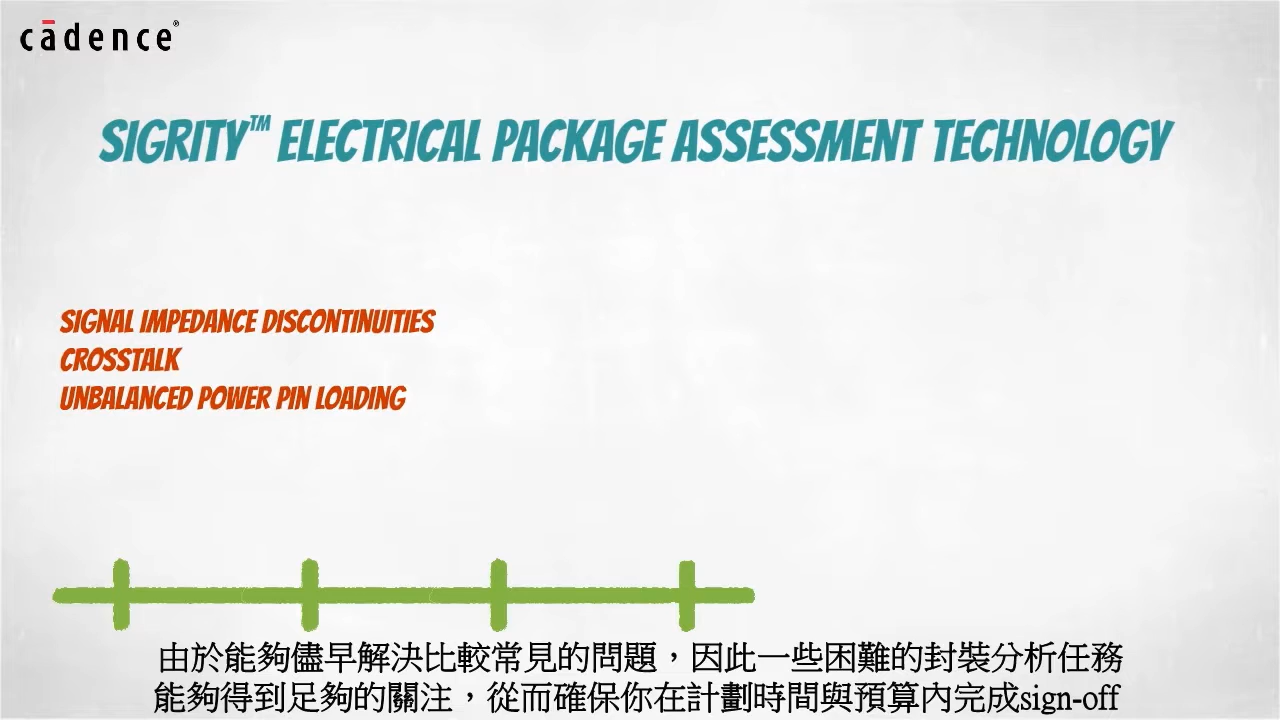 cādence®
SIGRITY™ ELECTRICAL PACKAGE ASSESSMENT TECHNOLOGY
SIGNAL IMPEDANCE DISCONTINUITIES
CROSSTALK
UNBALANCED POWER PIN LOADING
由於能夠儘早解決比較常見的問題，因此一些困難的封裝分析任務
能夠得到足夠的關注，從而確保你在計劃時間與預算內完成sign-off